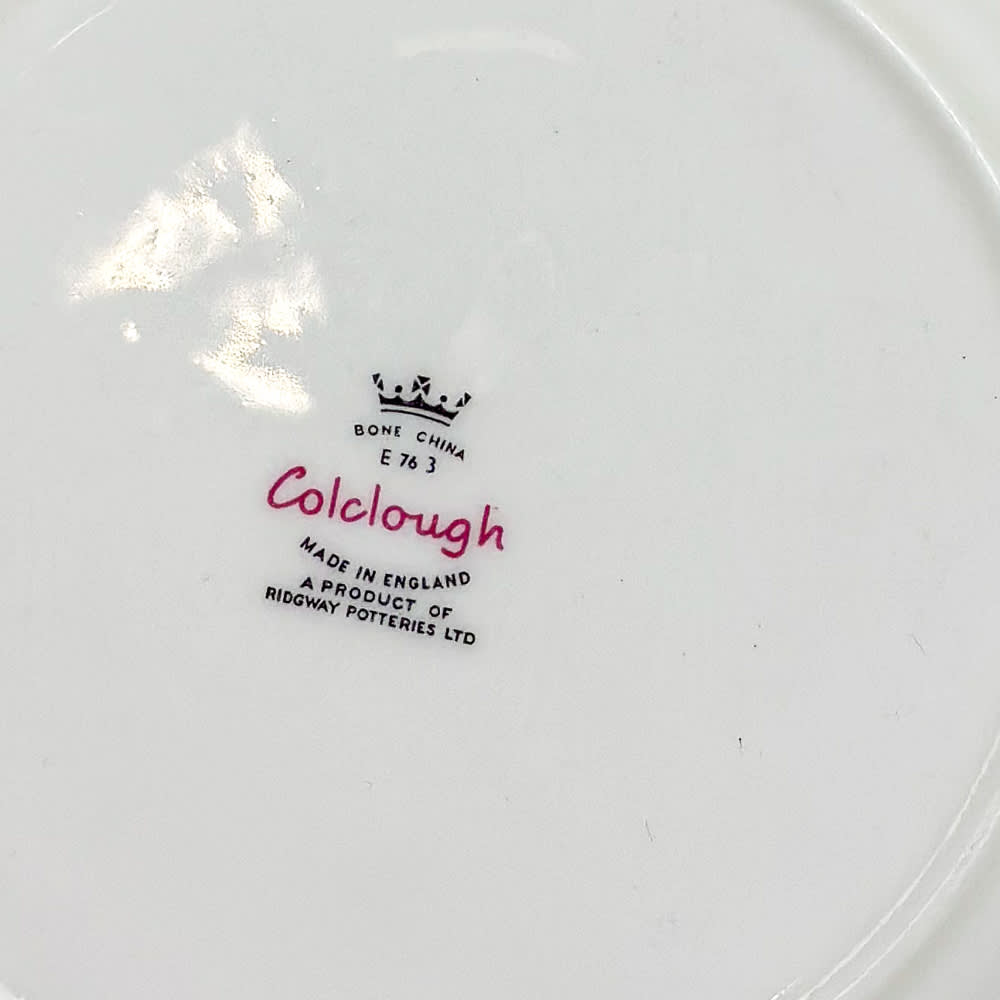 BONE CHINA
E 76 3
Colclough
MADE IN ENGLAND
A PRODUCT OF
RIDGWAY POTTERIES LTD